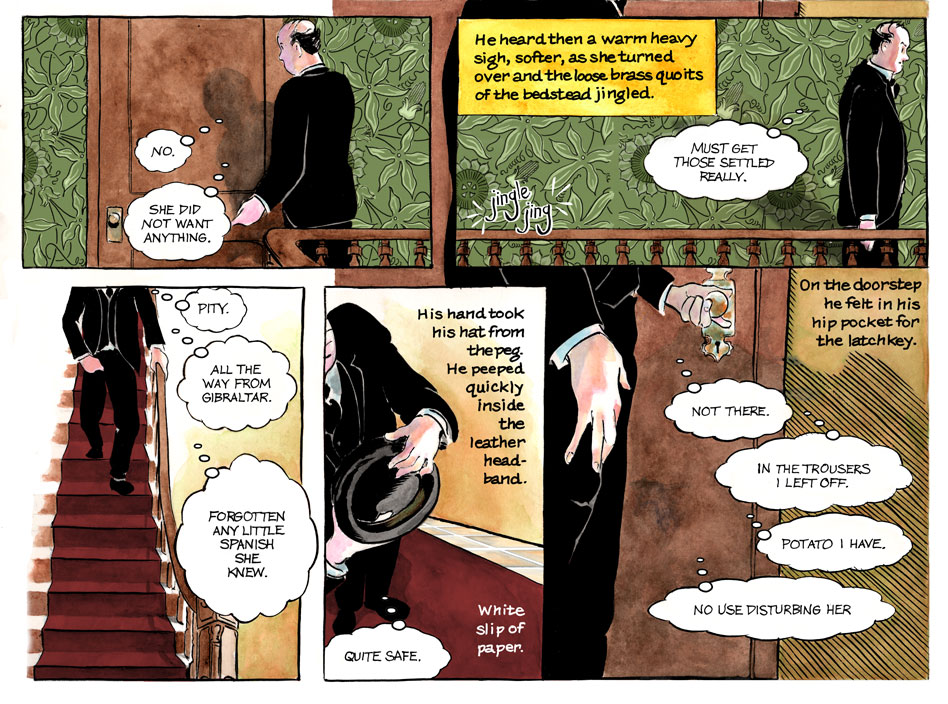 NO.
SHE DID
NOT WANT
ANYTHING.
He heard then a warm heavy
sigh, softer, as she turned
over and the loose brass quoits
of the bedstead jingled.
jingle
jing
MUST GET
THOSE SETTLED
REALLY.
PITY.
ALL THE
WAY FROM
GIBRALTAR.
FORGOTTEN
ANY LITTLE
SPANISH
SHE
KNEW.
His hand took
his hat from
the peg.
He peeped
quickly
inside
the
leather
head-
band.
White
slip of
paper.
QUITE SAFE.
On the doorstep
he felt in his
hip pocket for
the latchkey.
NOT THERE.
IN THE TROUSERS
I LEFT OFF.
POTATO I HAVE.
NO USE DISTURBING HER